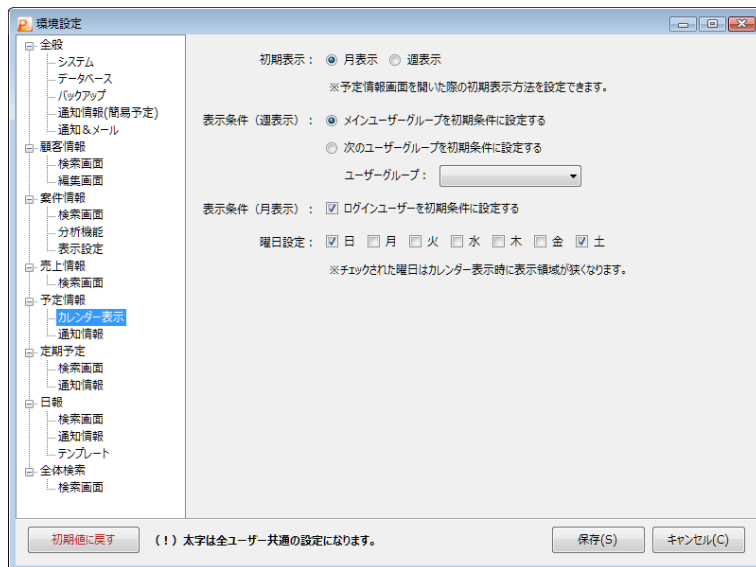 環境設定
全般
システム
データベース
バックアップ
通知情報(簡易予定)
通知＆メール
顧客情報
検索画面
編集画面
案件情報
検索画面
分析機能
表示設定
売上情報
検索画面
予定情報
カレンダー表示
通知情報
定期予定
検索画面
通知情報
日報
検索画面
通知情報
テンプレート
全体検索
検索画面
初期表示： 月表示 週表示
※予定情報画面を開いた際の初期表示方法を設定できます。
表示条件（週表示）： メインユーザーグループを初期条件に設定する
次のユーザーグループを初期条件に設定する
ユーザーグループ：
表示条件（月表示）： ログインユーザーを初期条件に設定する
曜日設定： 日 月 火 水 木 金 土
※チェックされた曜日はカレンダー表示時に表示領域が狭くなります。
初期値に戻す （！）太字は全ユーザー共通の設定になります。 保存(S) キャンセル(C)